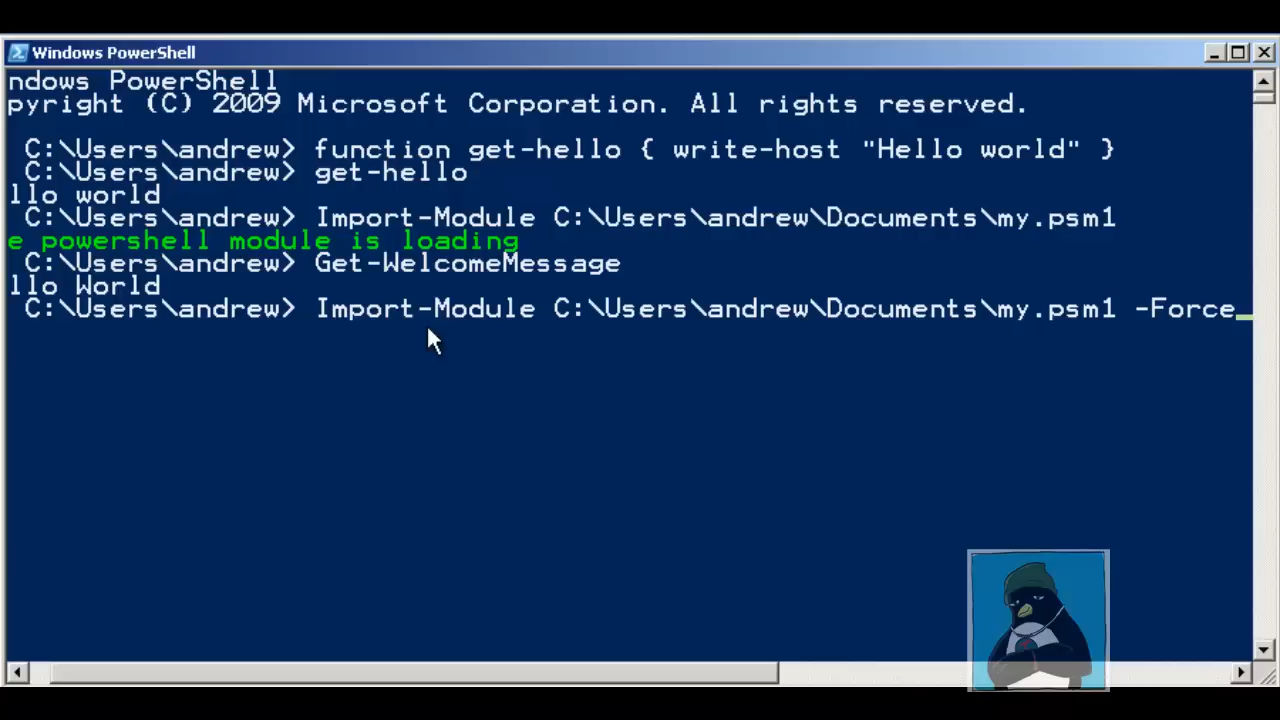 Windows PowerShell
ndows PowerShell
pyright (C) 2009 Microsoft Corporation. All rights reserved.
C:\Users\andrew> function get-hello { write-host "Hello world" }
C:\Users\andrew> get-hello
llo world
C:\Users\andrew> Import-Module C:\Users\andrew\Documents\my.psm1
e powershell module is loading
C:\Users\andrew> Get-WelcomeMessage
llo World
C:\Users\andrew> Import-Module C:\Users\andrew\Documents\my.psm1 -Force_